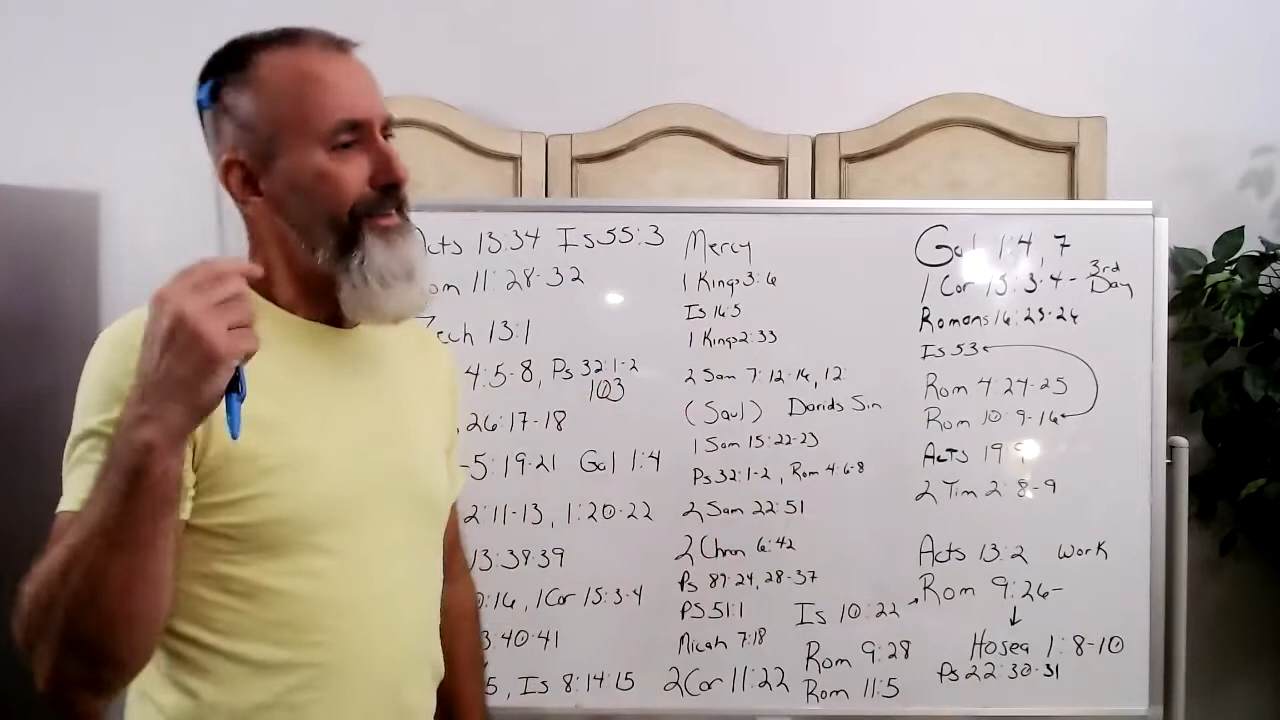 Acts 13:34 Is 55:3
Rom 11:28-32
Zech 13:1
4:5-8, Ps 32:1-2
103
, 26:17-18
-5:19-21 Gal 1:4
2:11-13, 1:20-22
13:38-39
:16, 1 Cor 15:3-4
3:40-41
5, Is 8:14-15
Mercy
1 Kings 3:6
Is 16:5
1 Kings 2:33
2 Sam 7:12-16, 12
(Saul) Davids Sin
1 Sam 15:22-23
Ps 32:1-2, Rom 4:6-8
2 Sam 22:51
2 Chron 6:42
Ps 89:24, 28-37
PS 51:1
Micah 7:18
2 Cor 11:22
Is 10:22
Rom 9:28
Rom 11:5
Gal 1:4, 7
1 Cor 15:3-4 - 3rd Day
Romans 16:25-26
Is 53
Rom 4:24-25
Rom 10:9-16
Acts 19:
2 Tim 2:8-9
Acts 13:2 work
Rom 9:26-
Hosea 1:8-10
Ps 22:30-31